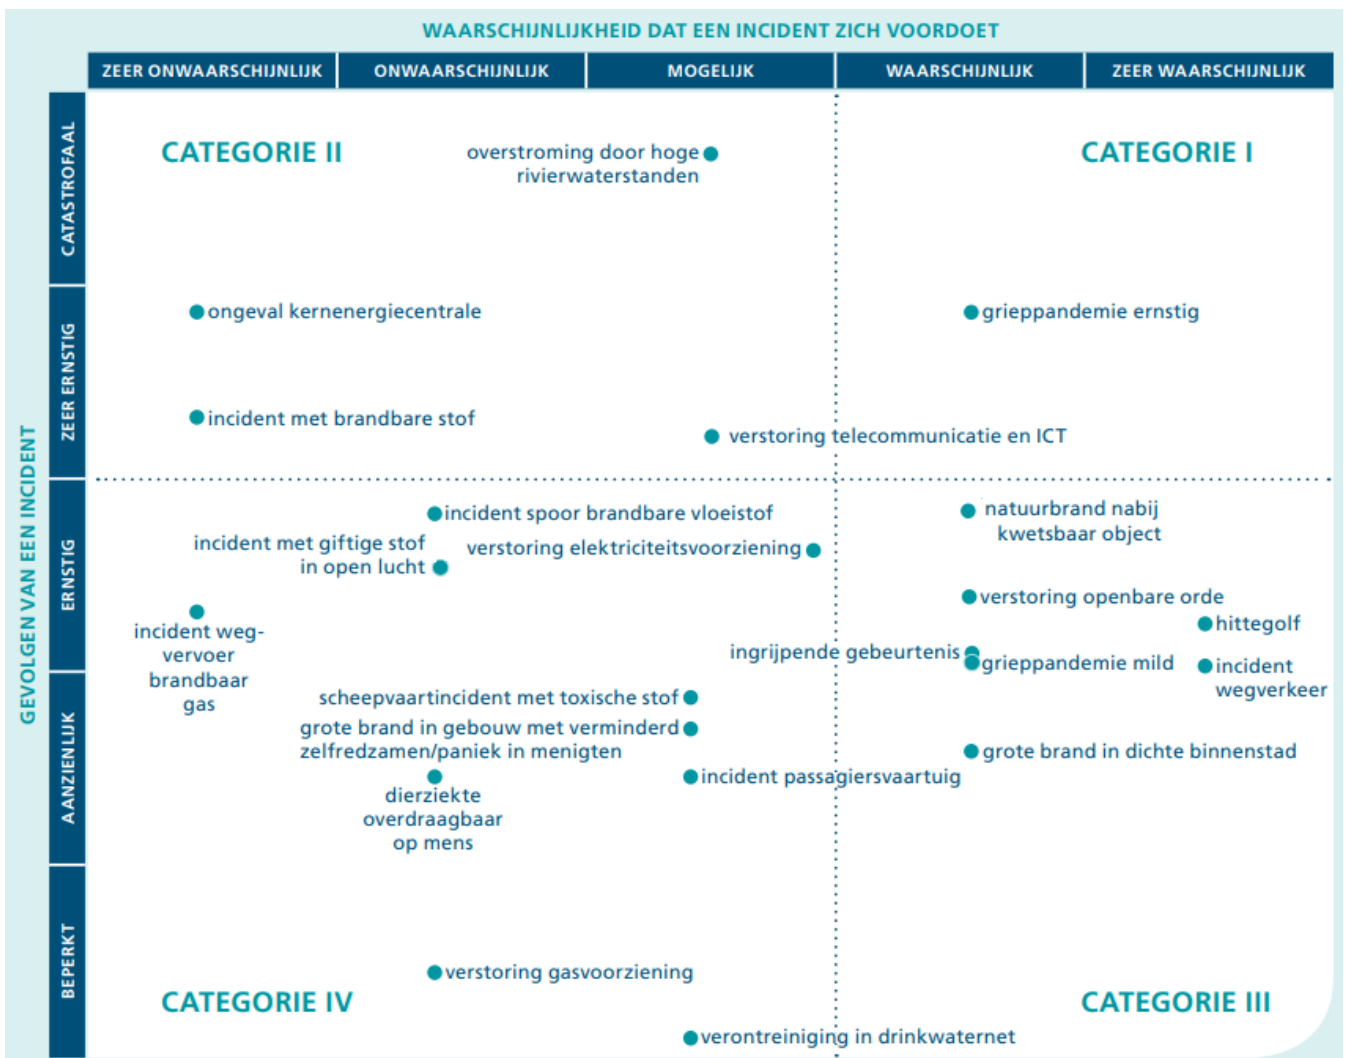 WAARSCHIJNLIJKHEID DAT EEN INCIDENT ZICH VOORDOET
ZEER ONWAARSCHIJNLIJK
ONWAARSCHIJNLIJK
MOGELIJK
WAARSCHIJNLIJK
ZEER WAARSCHIJNLIJK
GEVOLGEN VAN EEN INCIDENT
CATASTROFAAL
ZEER ERNSTIG
ERNSTIG
AANZIENLIJK
BEPERKT
CATEGORIE II
overstroming door hoge
rivierwaterstanden
CATEGORIE I
ongeval kernenergiecentrale
grieppandemie ernstig
incident met brandbare stof
verstoring telecommunicatie en ICT
incident spoor brandbare vloeistof
natuurbrand nabij
kwetsbaar object
incident met giftige stof
in open lucht
verstoring elektriciteitsvoorziening
verstoring openbare orde
hittegolf
incident weg-
vervoer
brandbaar
gas
ingrijpende gebeurtenis
grieppandemie mild
incident
wegverkeer
scheepvaartincident met toxische stof
grote brand in gebouw met verminderd
zelfredzamen/paniek in menigten
grote brand in dichte binnenstad
incident passagiersvaartuig
dierziekte
overdraagbaar
op mens
verstoring gasvoorziening
CATEGORIE IV
CATEGORIE III
verontreiniging in drinkwaternet